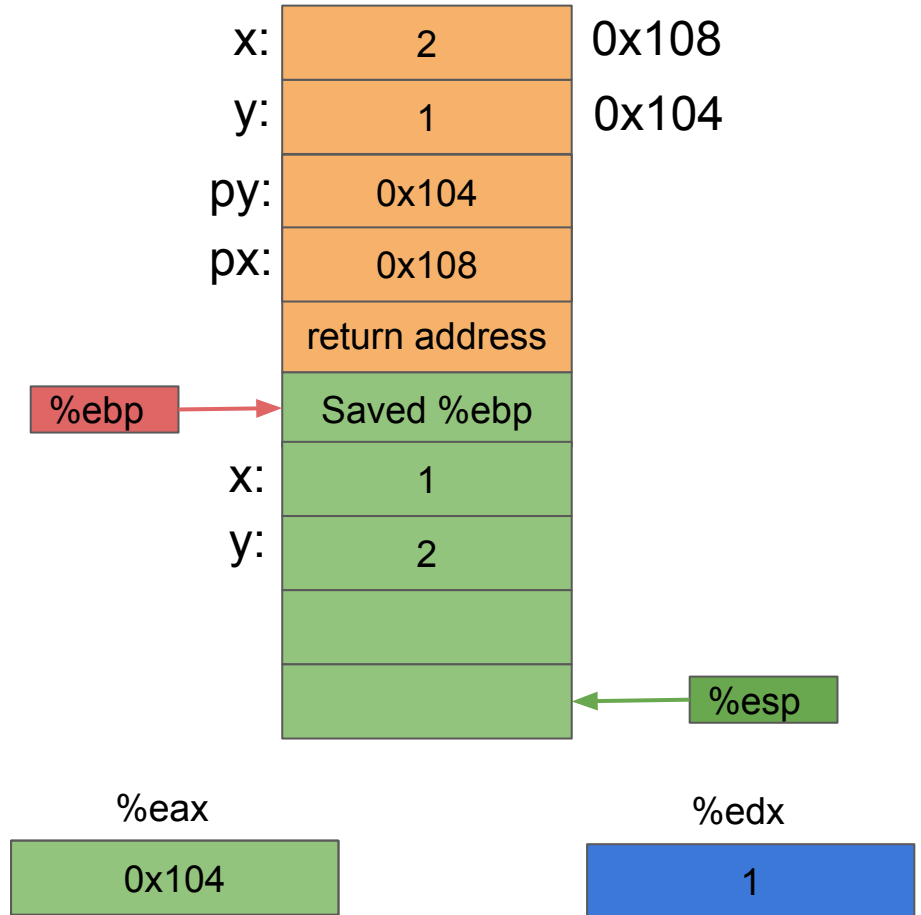 x: 2 0x108
y: 1 0x104
py: 0x104
px: 0x108
return address
%ebp Saved %ebp
x: 1
y: 2
%esp
%eax %edx
0x104 1